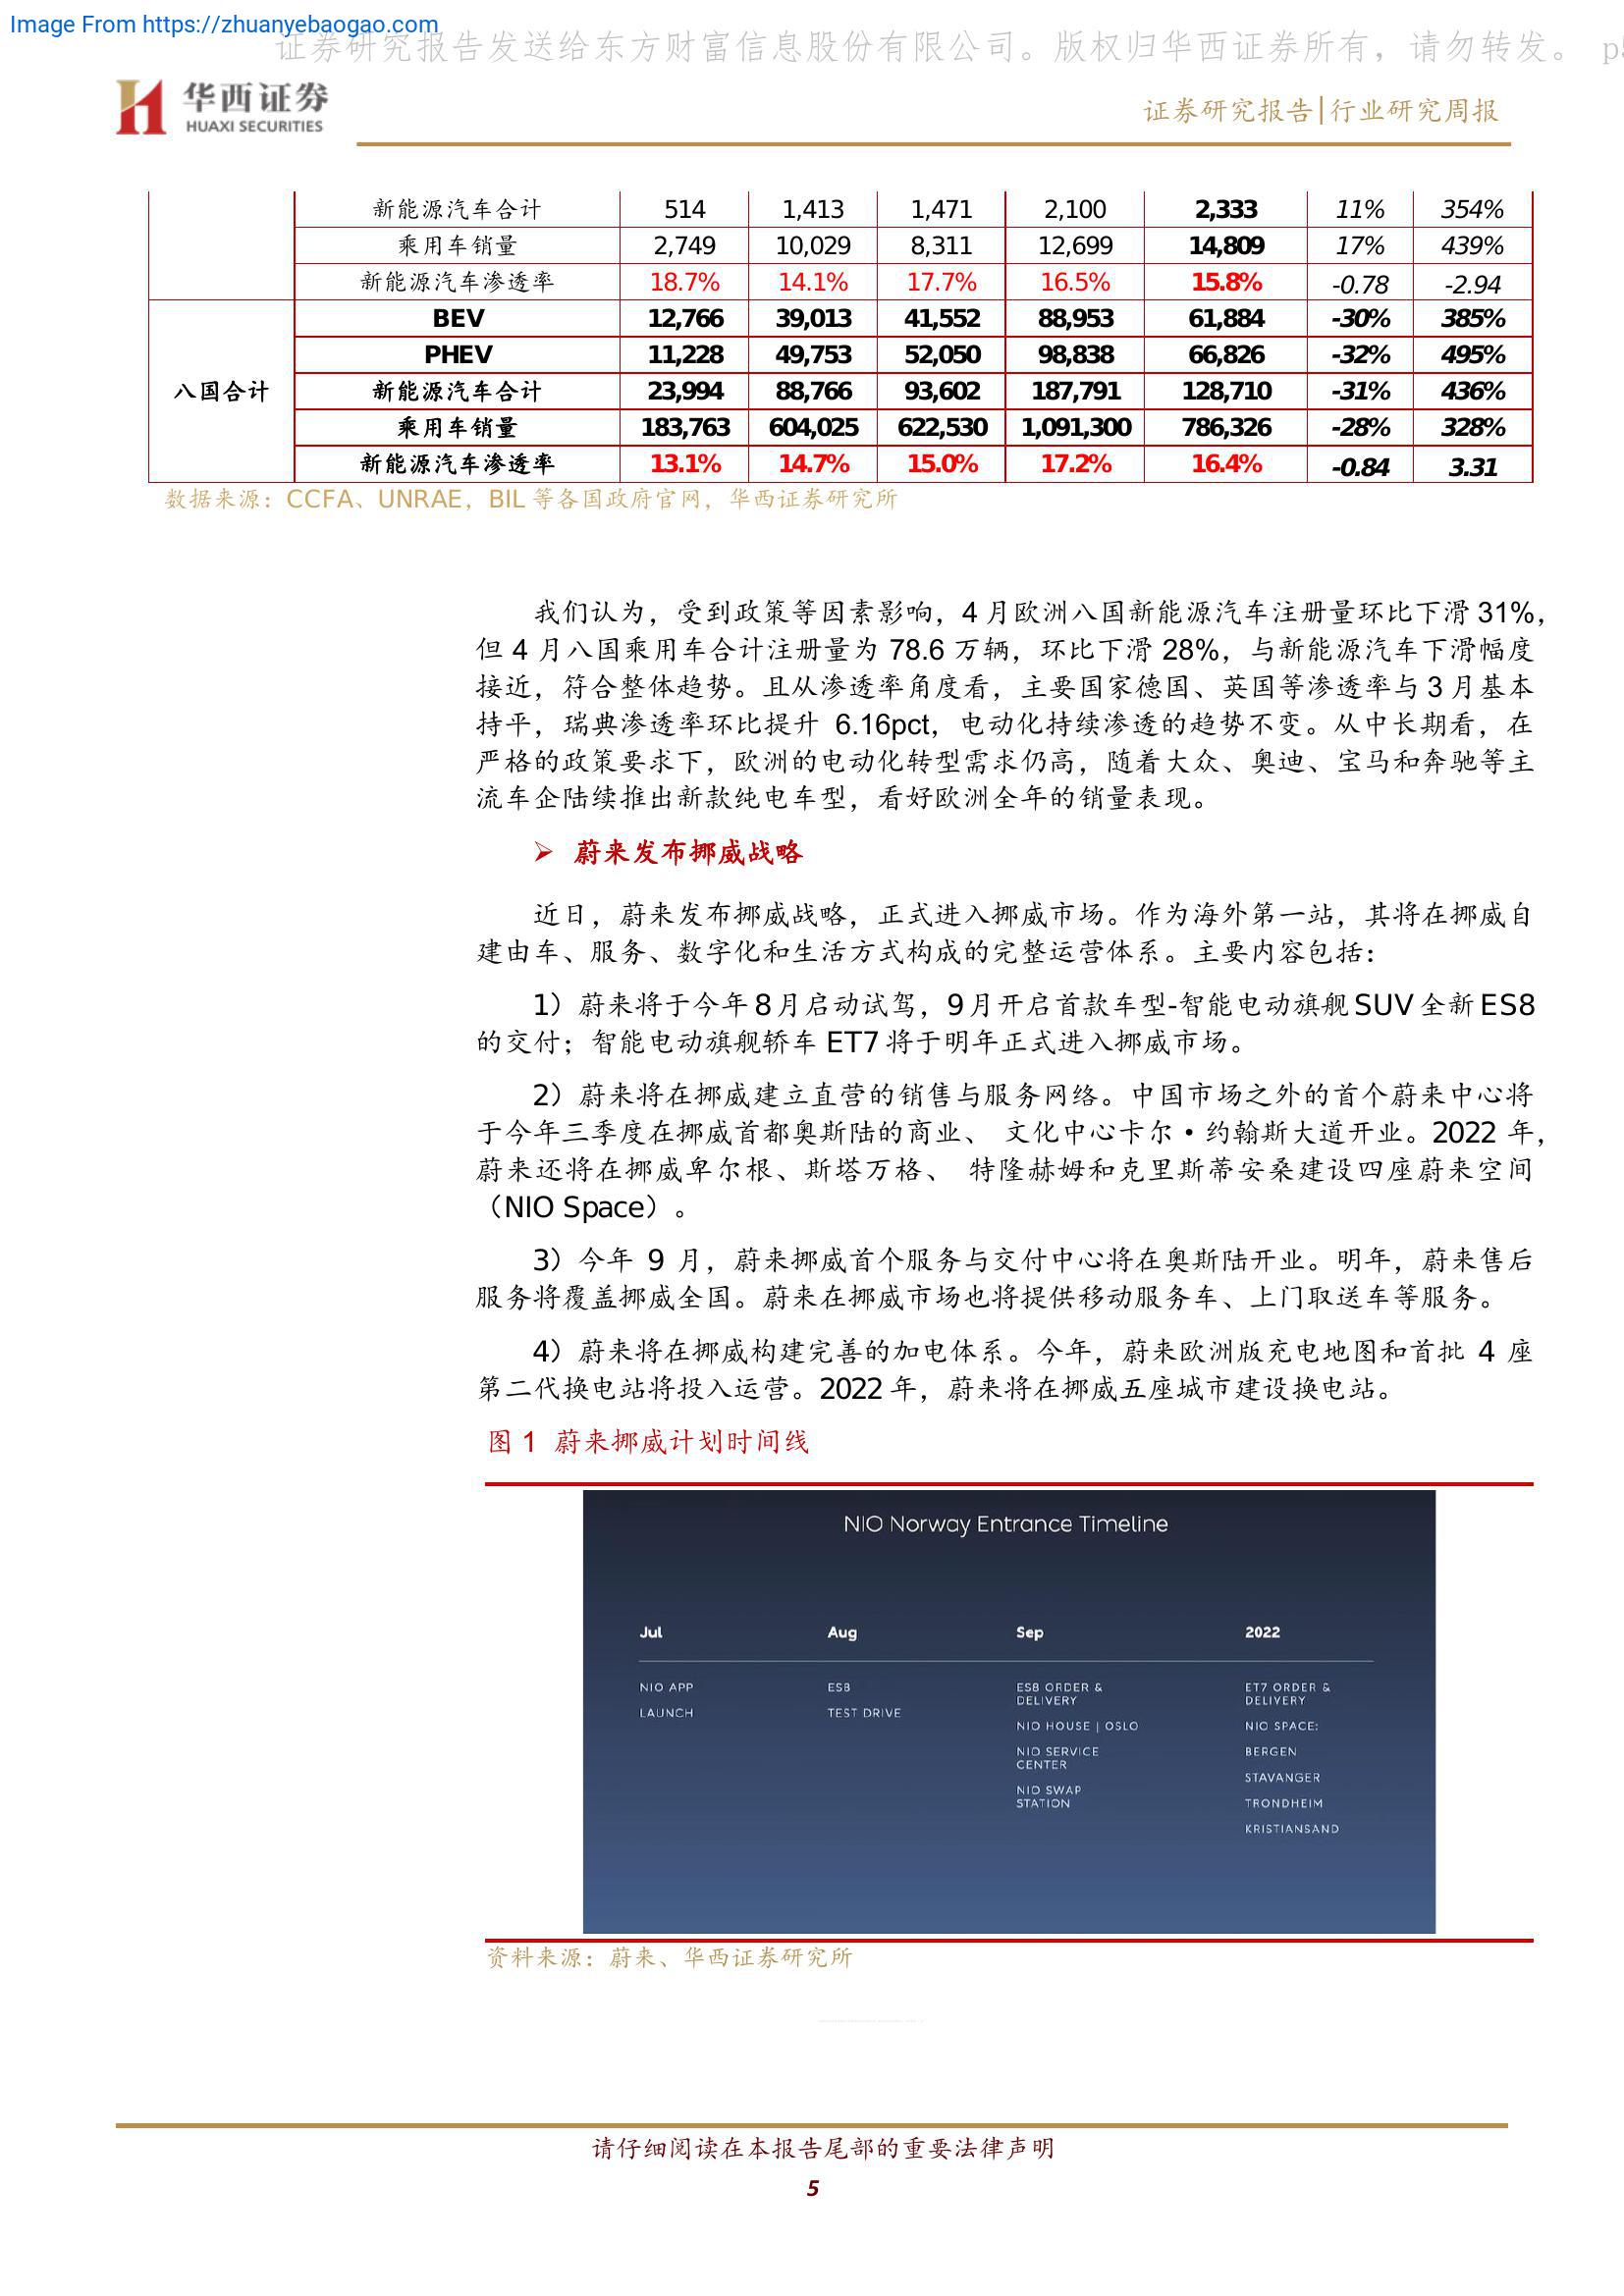 Image From https://zhuanyebaogao.com
证券研究报告发送给东方财富信息股份有限公司。版权归华西证券所有，请勿转发。 p5
华西证券
HUAXI SECURITIES
证券研究报告|行业研究周报
新能源汽车合计 514 1,413 1,471 2,100 2,333 11% 354%
乘用车销量 2,749 10,029 8,311 12,699 14,809 17% 439%
新能源汽车渗透率 18.7% 14.1% 17.7% 16.5% 15.8% -0.78 -2.94
BEV 12,766 39,013 41,552 88,953 61,884 -30% 385%
PHEV 11,228 49,753 52,050 98,838 66,826 -32% 495%
八国合计 新能源汽车合计 23,994 88,766 93,602 187,791 128,710 -31% 436%
乘用车销量 183,763 604,025 622,530 1,091,300 786,326 -28% 328%
新能源汽车渗透率 13.1% 14.7% 15.0% 17.2% 16.4% -0.84 3.31
数据来源：CCFA、UNRAE，BIL 等各国政府官网，华西证券研究所
我们认为，受到政策等因素影响，4 月欧洲八国新能源汽车注册量环比下滑 31%，
但 4 月八国乘用车合计注册量为 78.6 万辆，环比下滑 28%，与新能源汽车下滑幅度
接近，符合整体趋势。且从渗透率角度看，主要国家德国、英国等渗透率与 3 月基本
持平，瑞典渗透率环比提升 6.16pct，电动化持续渗透的趋势不变。从中长期看，在
严格的政策要求下，欧洲的电动化转型需求仍高，随着大众、奥迪、宝马和奔驰等主
流车企陆续推出新款纯电车型，看好欧洲全年的销量表现。
➢ 蔚来发布挪威战略
近日，蔚来发布挪威战略，正式进入挪威市场。作为海外第一站，其将在挪威自
建由车、服务、数字化和生活方式构成的完整运营体系。主要内容包括：
1）蔚来将于今年 8 月启动试驾，9 月开启首款车型-智能电动旗舰 SUV 全新 ES8
的交付；智能电动旗舰轿车 ET7 将于明年正式进入挪威市场。
2）蔚来将在挪威建立直营的销售与服务网络。中国市场之外的首个蔚来中心将
于今年三季度在挪威首都奥斯陆的商业、 文化中心卡尔·约翰斯大道开业。2022 年，
蔚来还将在挪威卑尔根、斯塔万格、 特隆赫姆和克里斯蒂安桑建设四座蔚来空间
（NIO Space）。
3）今年 9 月，蔚来挪威首个服务与交付中心将在奥斯陆开业。明年，蔚来售后
服务将覆盖挪威全国。蔚来在挪威市场也将提供移动服务车、上门取送车等服务。
4）蔚来将在挪威构建完善的加电体系。今年，蔚来欧洲版充电地图和首批 4 座
第二代换电站将投入运营。2022 年，蔚来将在挪威五座城市建设换电站。
图 1 蔚来挪威计划时间线
NIO Norway Entrance Timeline
Jul Aug Sep 2022
NIO APP ES8 ES8 ORDER & ET7 ORDER &
DELIVERY DELIVERY
LAUNCH TEST DRIVE
NIO HOUSE | OSLO NIO SPACE:
NIO SERVICE BERGEN
CENTER
STAVANGER
NIO SWAP
STATION TRONDHEIM
KRISTIANSAND
资料来源：蔚来、华西证券研究所
请仔细阅读在本报告尾部的重要法律声明
5